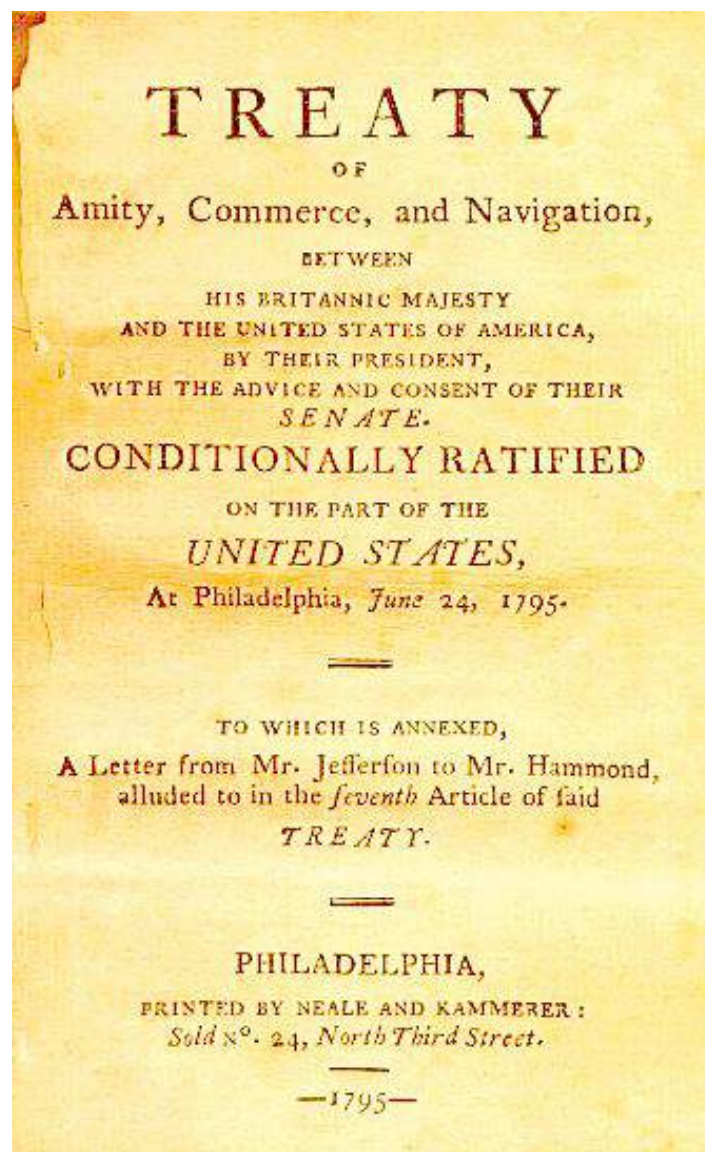 TREATY
OF
Amity, Commerce, and Navigation,
BETWEEN
HIS BRITANNIC MAJESTY
AND THE UNITED STATES OF AMERICA,
BY THEIR PRESIDENT,
WITH THE ADVICE AND CONSENT OF THEIR
SENATE.
CONDITIONALLY RATIFIED
ON THE PART OF THE
UNITED STATES,
At Philadelphia, June 24, 1795.
TO WHICH IS ANNEXED,
A Letter from Mr. Jefferſon to Mr. Hammond,
alluded to in the ſeventh Article of ſaid
TREATY.
PHILADELPHIA,
PRINTED BY NEALE AND KAMMERER:
Sold No. 24, North Third Street.
—1795—